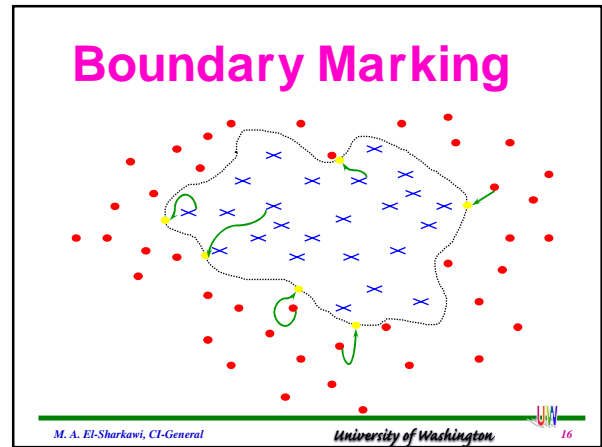 Boundary Marking
UW
M. A. El-Sharkawi, CI-General University of Washington 16